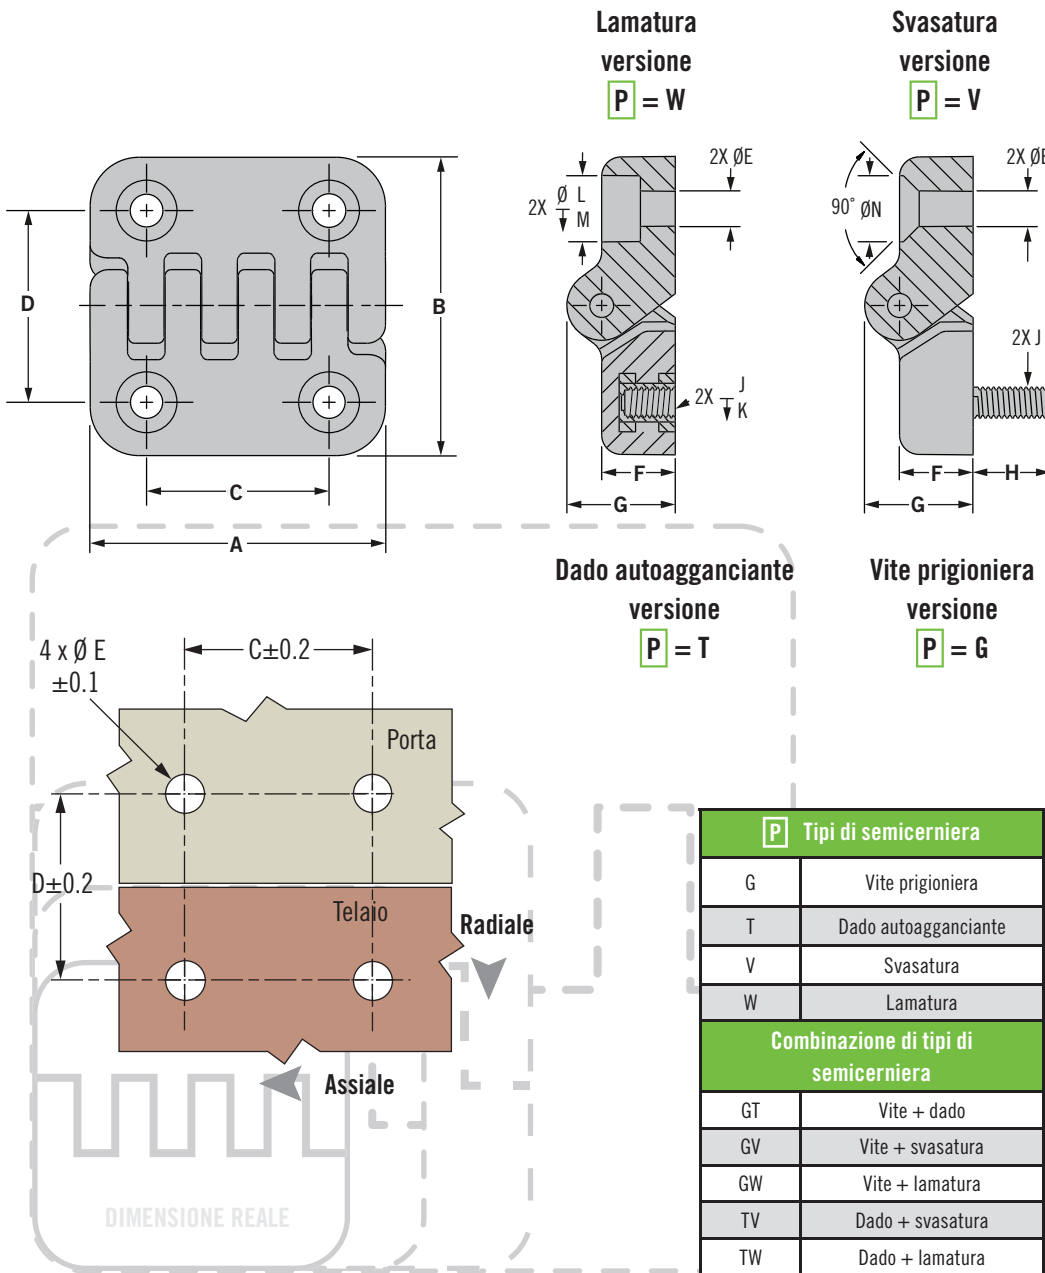 Lamatura
versione
P = W
Svasatura
versione
P = V
2X ØE
2X Ø L
M
90° ØN
2X ØE
D
B
C
A
2X J
K
F
G
2X J
F
H
G
Dado autoagganciante
versione
P = T
Vite prigioniera
versione
P = G
4 x Ø E
±0.1
C±0.2
Porta
D±0.2
Telaio
Radiale
Assiale
DIMENSIONE REALE
P Tipi di semicerniera
G Vite prigioniera
T Dado autoagganciante
V Svasatura
W Lamatura
Combinazione di tipi di
semicerniera
GT Vite + dado
GV Vite + svasatura
GW Vite + lamatura
TV Dado + svasatura
TW Dado + lamatura